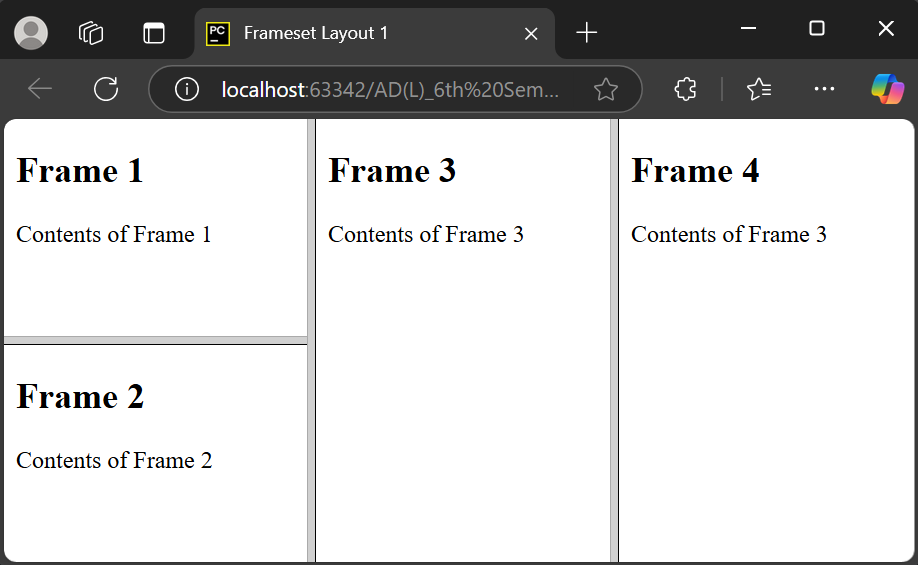 PC
Frameset Layout 1
localhost:63342/AD(L)_6th%20Sem...
Frame 1
Contents of Frame 1
Frame 2
Contents of Frame 2
Frame 3
Contents of Frame 3
Frame 4
Contents of Frame 3